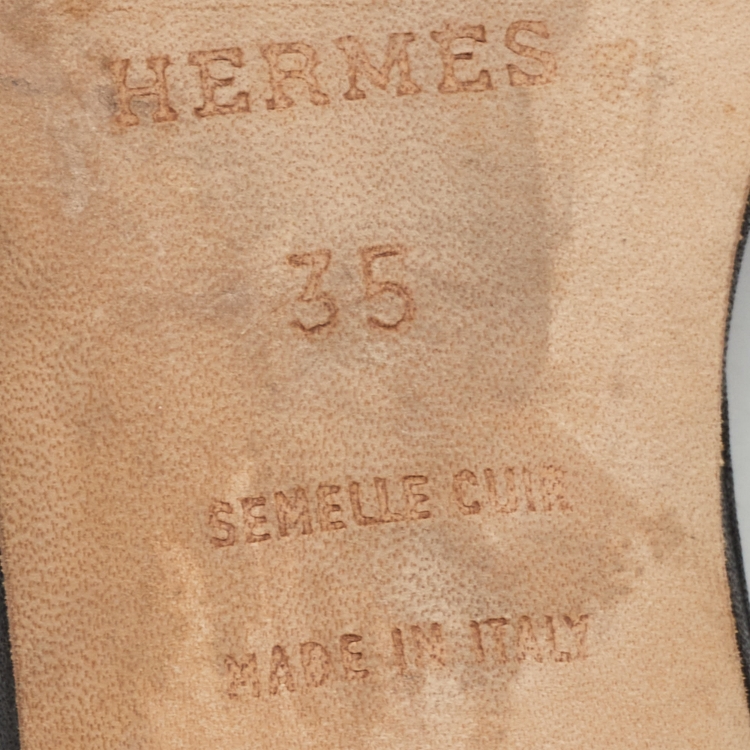 HERMES
35
SEMELLE CUIR
MADE IN ITALY